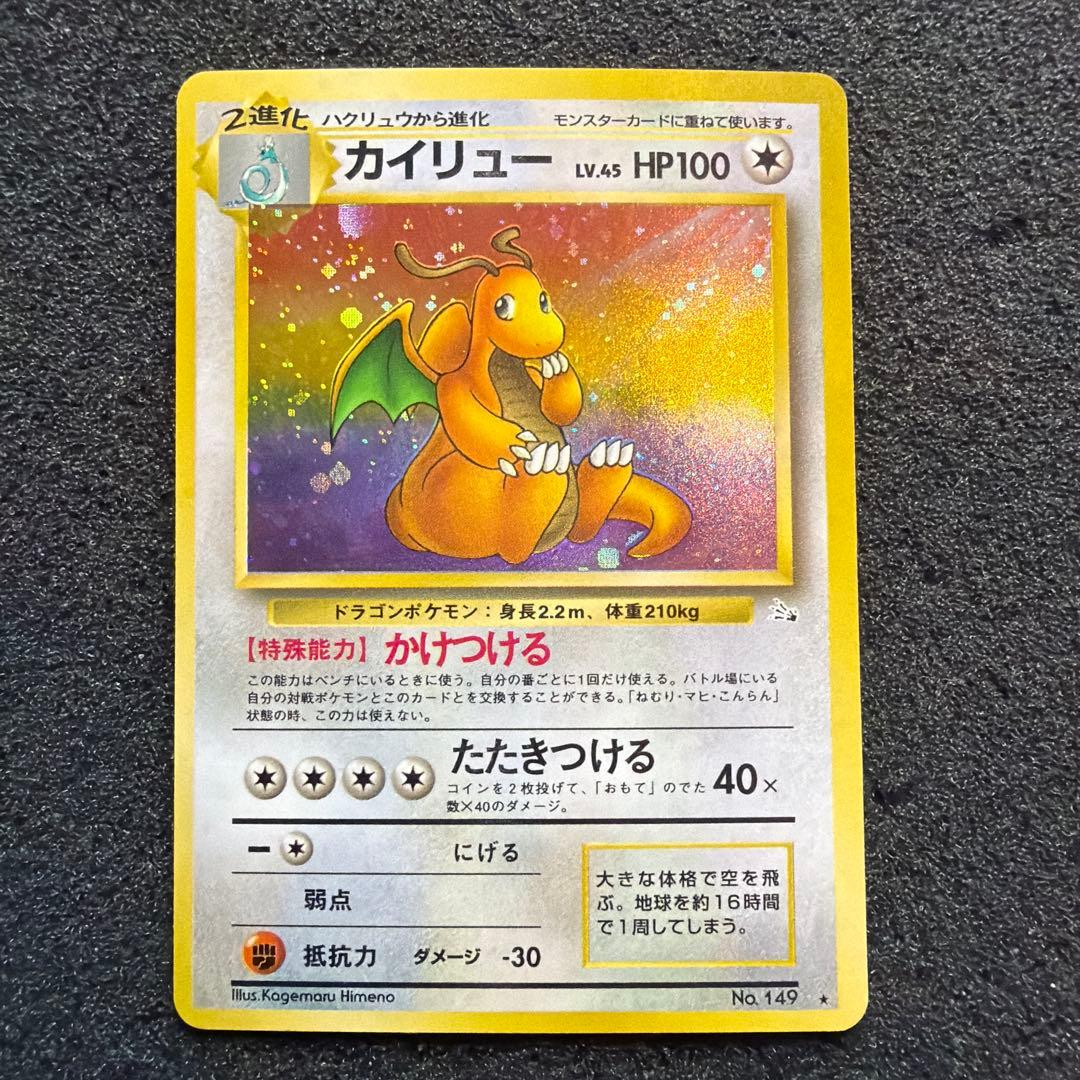 2進化 ハクリュウから進化 モンスターカードに重ねて使います。
カイリュー LV.45 HP100
ドラゴンポケモン：身長2.2m、体重210kg
【特殊能力】かけつける
この能力はベンチにいるときに使う。自分の番ごとに1回だけ使える。バトル場にいる
自分の対戦ポケモンとこのカードとを交換することができる。「ねむり・マヒ・こんらん」
状態の時、この力は使えない。
たたきつける
コインを2枚投げて、「おもて」のでた
数×40のダメージ。
40×
ー にげる
弱点
抵抗力 ダメージ -30
大きな体格で空を飛
ぶ。地球を約16時間
で1周してしまう。
Illus.Kagemaru Himeno
No. 149 ★